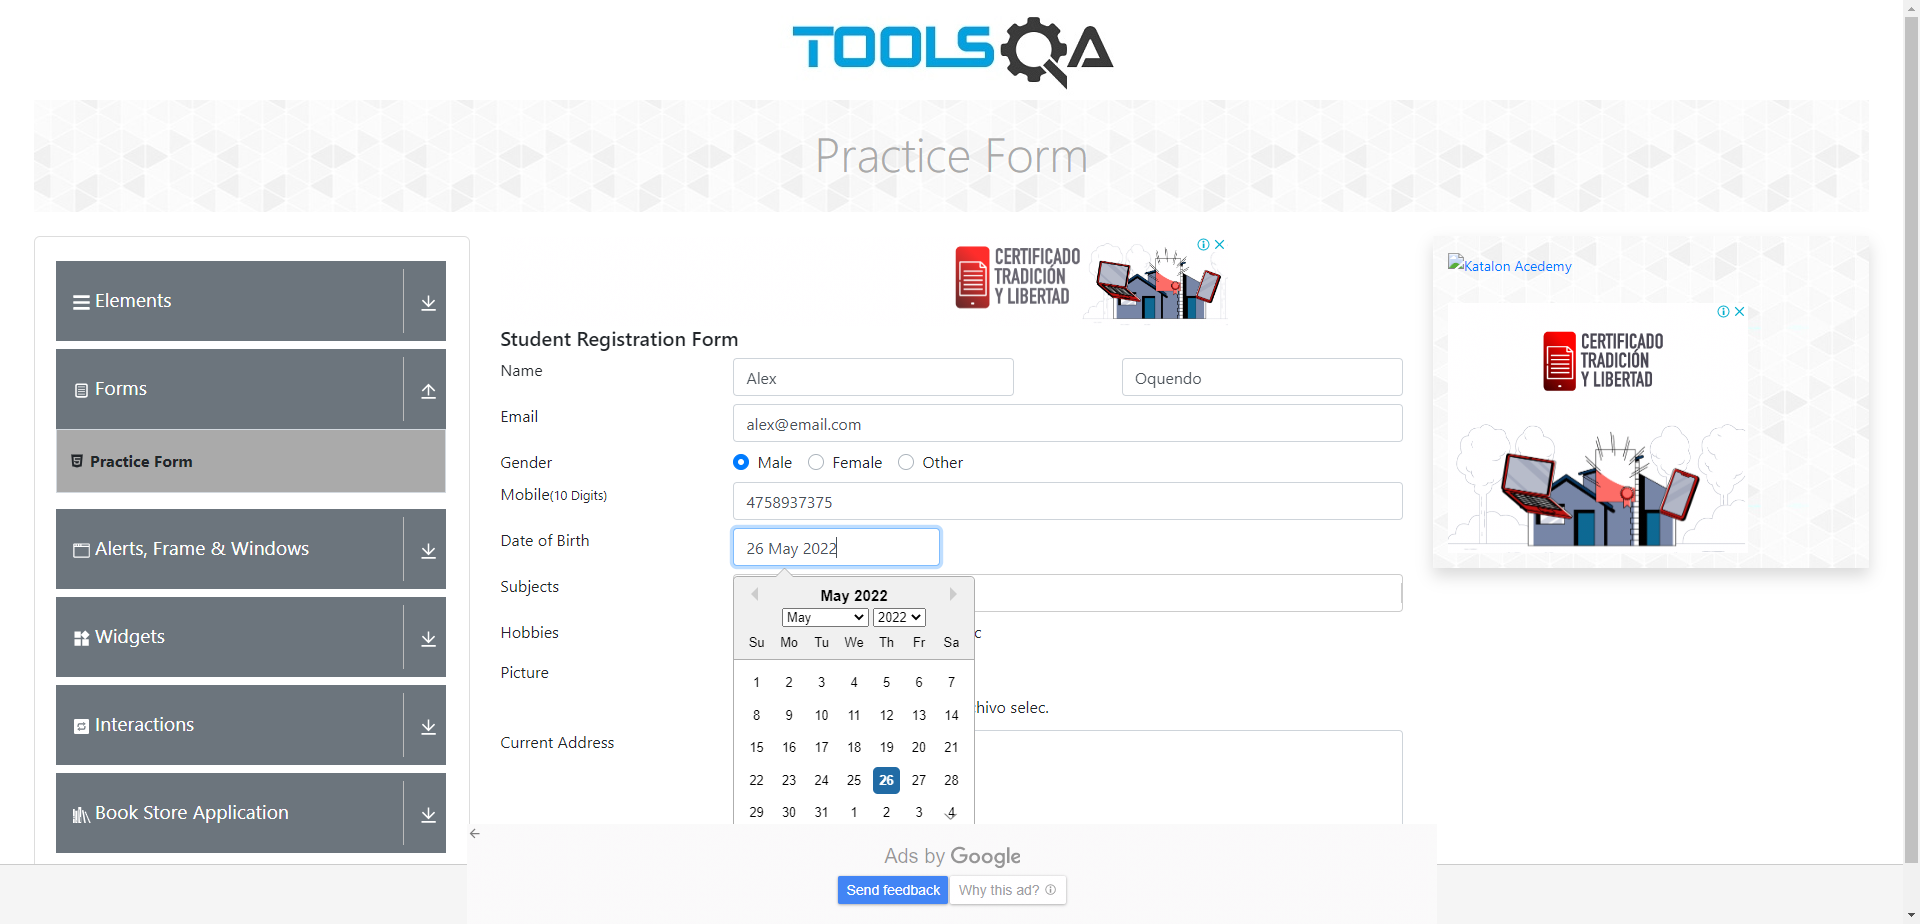 TOOLSQA
Practice Form
Elements
Forms
Practice Form
Alerts, Frame & Windows
Widgets
Interactions
Book Store Application
CERTIFICADO
TRADICIÓN
Y LIBERTAD
Student Registration Form
Name
Alex
Oquendo
Email
alex@email.com
Gender
Male
Female
Other
Mobile(10 Digits)
4758937375
Date of Birth
26 May 2022
Subjects
May 2022
May
2022
Su Mo Tu We Th Fr Sa
1 2 3 4 5 6 7
8 9 10 11 12 13 14
15 16 17 18 19 20 21
22 23 24 25 26 27 28
29 30 31 1 2 3 4
Hobbies
c
Picture
hivo selec.
Current Address
Katalon Acedemy
CERTIFICADO
TRADICIÓN
Y LIBERTAD
Ads by Google
Send feedback
Why this ad?